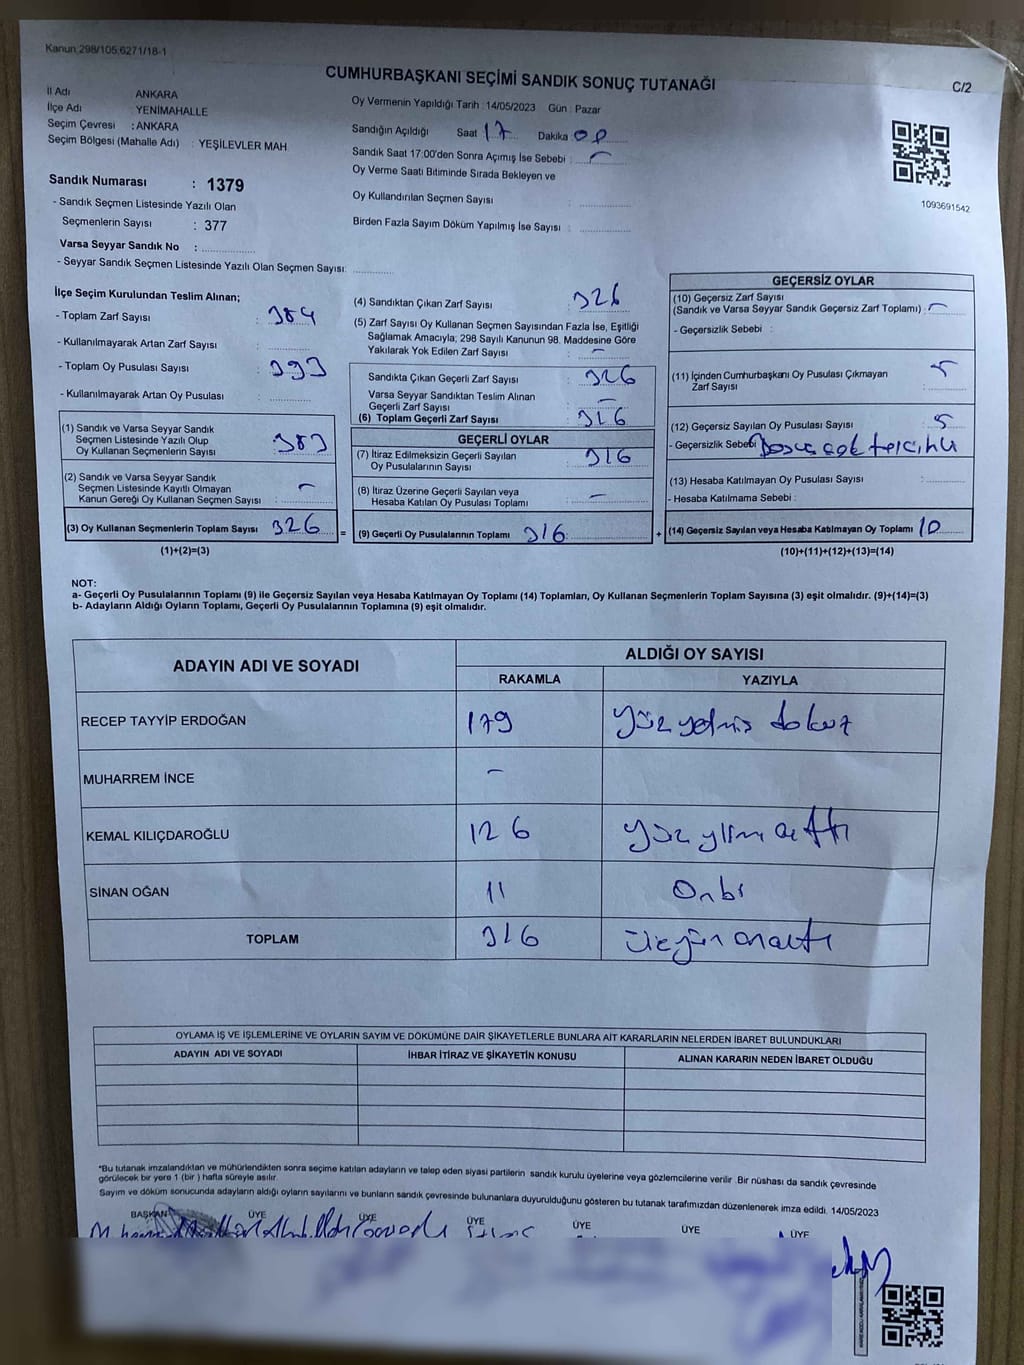 Kanun:298/105,6271/18-1
CUMHURBAŞKANI SEÇİMİ SANDIK SONUÇ TUTANAĞI
C/2
İl Adı ANKARA
İlçe Adı YENİMAHALLE
Seçim Çevresi : ANKARA
Seçim Bölgesi (Mahalle Adı) : YEŞİLEVLER MAH.
Oy Vermenin Yapıldığı Tarih : 14/05/2023 Gün : Pazar
Sandığın Açıldığı Saat 17 Dakika 00
Sandık Saat 17:00'den Sonra Açımış İse Sebebi : –
Oy Verme Saati Bitiminde Sırada Bekleyen ve
Oy Kullandırılan Seçmen Sayısı :
Birden Fazla Sayım Döküm Yapılmış İse Sayısı :
1093691542
Sandık Numarası : 1379
- Sandık Seçmen Listesinde Yazılı Olan
Seçmenlerin Sayısı : 377
Varsa Seyyar Sandık No :
- Seyyar Sandık Seçmen Listesinde Yazılı Olan Seçmen Sayısı:
İlçe Seçim Kurulundan Teslim Alınan;
- Toplam Zarf Sayısı : 384
- Kullanılmayarak Artan Zarf Sayısı :
- Toplam Oy Pusulası Sayısı : 393
- Kullanılmayarak Artan Oy Pusulası :
(1) Sandık ve Varsa Seyyar Sandık
Seçmen Listesinde Yazılı Olup
Oy Kullanan Seçmenlerin Sayısı : 383
(2) Sandık ve Varsa Seyyar Sandık
Seçmen Listesinde Kayıtlı Olmayan
Kanun Gereği Oy Kullanan Seçmen Sayısı : –
(3) Oy Kullanan Seçmenlerin Toplam Sayısı 326
(1)+(2)=(3)
=
(4) Sandıktan Çıkan Zarf Sayısı : 326
(5) Zarf Sayısı Oy Kullanan Seçmen Sayısından Fazla İse, Eşitliği
Sağlamak Amacıyla; 298 Sayılı Kanunun 98. Maddesine Göre
Yakılarak Yok Edilen Zarf Sayısı : –
Sandıkta Çıkan Geçerli Zarf Sayısı : 326
Varsa Seyyar Sandıktan Teslim Alınan
Geçerli Zarf Sayısı : –
(6) Toplam Geçerli Zarf Sayısı : 316
GEÇERLİ OYLAR
(7) İtiraz Edilmeksizin Geçerli Sayılan : 316
Oy Pusulalarının Sayısı
(8) İtiraz Üzerine Geçerli Sayılan veya : –
Hesaba Katılan Oy Pusulası Toplamı
(9) Geçerli Oy Pusulalarının Toplamı 316
+
GEÇERSİZ OYLAR
(10) Geçersiz Zarf Sayısı
(Sandık ve Varsa Seyyar Sandık Geçersiz Zarf Toplamı) : –
- Geçersizlik Sebebi :
(11) İçinden Cumhurbaşkanı Oy Pusulası Çıkmayan 5
Zarf Sayısı :
(12) Geçersiz Sayılan Oy Pusulası Sayısı : 5
- Geçersizlik Sebebi
(13) Hesaba Katılmayan Oy Pusulası Sayısı :
- Hesaba Katılmama Sebebi :
(14) Geçersiz Sayılan veya Hesaba Katılmayan Oy Toplamı 10
(10)+(11)+(12)+(13)=(14)
NOT:
a- Geçerli Oy Pusulalarının Toplamı (9) ile Geçersiz Sayılan veya Hesaba Katılmayan Oy Toplamı (14) Toplamları, Oy Kullanan Seçmenlerin Toplam Sayısına (3) eşit olmalıdır. (9)+(14)=(3)
b- Adayların Aldığı Oyların Toplamı, Geçerli Oy Pusulalarının Toplamına (9) eşit olmalıdır.
ADAYIN ADI VE SOYADI ALDIĞI OY SAYISI
RAKAMLA YAZIYLA
RECEP TAYYİP ERDOĞAN 179 yüz yetmiş dokuz
MUHARREM İNCE –
KEMAL KILIÇDAROĞLU 126 yüz yirmi altı
SİNAN OĞAN 11 Onbi
TOPLAM 316 üçyüz onaltı
OYLAMA İŞ VE İŞLEMLERİNE VE OYLARIN SAYIM VE DÖKÜMÜNE DAİR ŞİKAYETLERLE BUNLARA AİT KARARLARIN NELERDEN İBARET BULUNDUKLARI
ADAYIN ADI VE SOYADI İHBAR İTİRAZ VE ŞİKAYETİN KONUSU ALINAN KARARIN NEDEN İBARET OLDUĞU
*Bu tutanak imzalandıktan ve mühürlendikten sonra seçime katılan adayların ve talep eden siyasi partilerin sandık kurulu üyelerine veya gözlemcilerine verilir. Bir nüshası da sandık çevresinde
görülecek bir yere 1 (bir) hafta süreyle asılır.
Sayım ve döküm sonucunda adayların aldığı oyların sayılarını ve bunların sandık çevresinde bulunanlara duyurulduğunu gösteren bu tutanak tarafımızdan düzenlenerek imza edildi. 14/05/2023
BAŞKAN ÜYE ÜYE ÜYE ÜYE ÜYE ÜYE